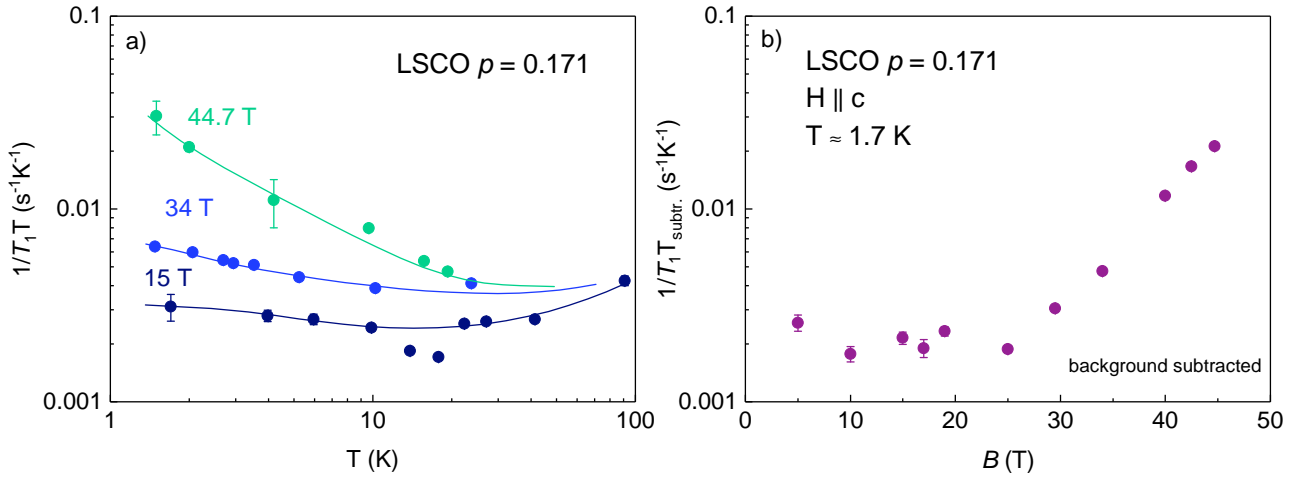 a)
LSCO p = 0.171
44.7 T
34 T
15 T
0.1
0.01
0.001
1/T₁T (s⁻¹K⁻¹)
1
10
100
T (K)
b)
LSCO p = 0.171
H || c
T ≈ 1.7 K
background subtracted
0.1
0.01
0.001
1/T₁T subtr. (s⁻¹K⁻¹)
0
10
20
30
40
50
B (T)